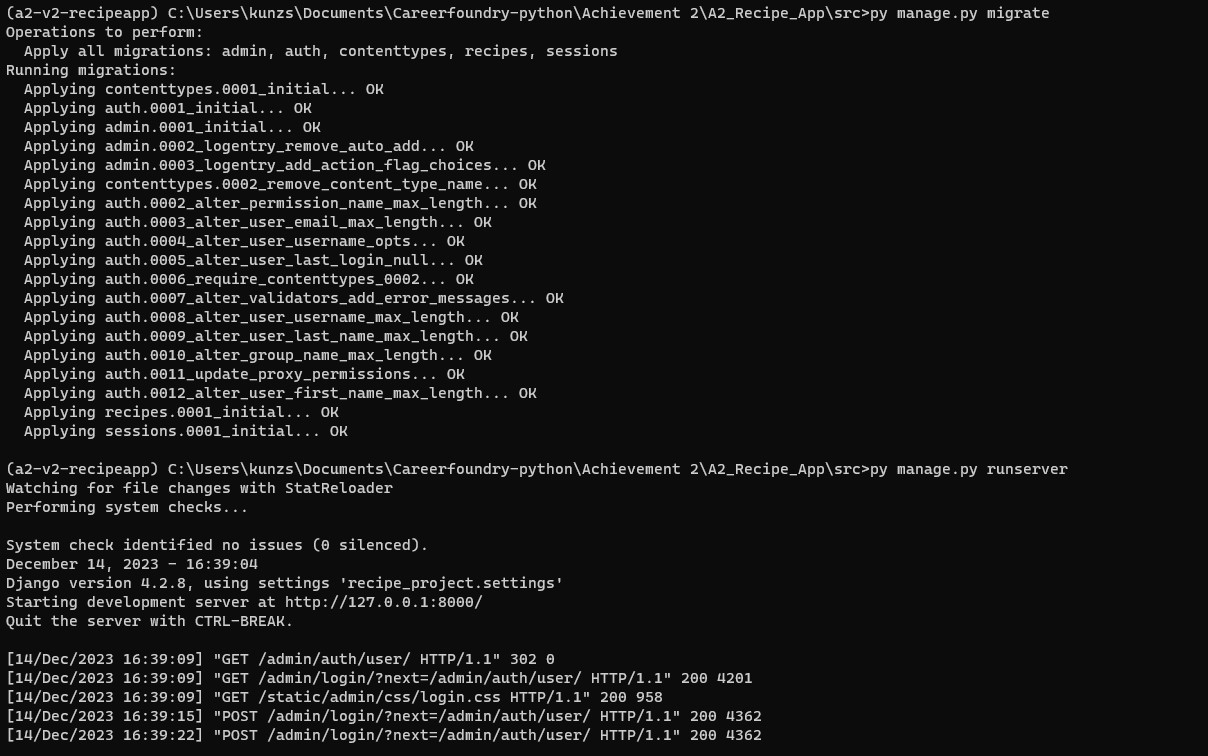 (a2-v2-recipeapp) C:\Users\kunzs\Documents\Careerfoundry-python\Achievement 2\A2_Recipe_App\src>py manage.py migrate
Operations to perform:
  Apply all migrations: admin, auth, contenttypes, recipes, sessions
Running migrations:
  Applying contenttypes.0001_initial... OK
  Applying auth.0001_initial... OK
  Applying admin.0001_initial... OK
  Applying admin.0002_logentry_remove_auto_add... OK
  Applying admin.0003_logentry_add_action_flag_choices... OK
  Applying contenttypes.0002_remove_content_type_name... OK
  Applying auth.0002_alter_permission_name_max_length... OK
  Applying auth.0003_alter_user_email_max_length... OK
  Applying auth.0004_alter_user_username_opts... OK
  Applying auth.0005_alter_user_last_login_null... OK
  Applying auth.0006_require_contenttypes_0002... OK
  Applying auth.0007_alter_validators_add_error_messages... OK
  Applying auth.0008_alter_user_username_max_length... OK
  Applying auth.0009_alter_user_last_name_max_length... OK
  Applying auth.0010_alter_group_name_max_length... OK
  Applying auth.0011_update_proxy_permissions... OK
  Applying auth.0012_alter_user_first_name_max_length... OK
  Applying recipes.0001_initial... OK
  Applying sessions.0001_initial... OK

(a2-v2-recipeapp) C:\Users\kunzs\Documents\Careerfoundry-python\Achievement 2\A2_Recipe_App\src>py manage.py runserver
Watching for file changes with StatReloader
Performing system checks...

System check identified no issues (0 silenced).
December 14, 2023 - 16:39:04
Django version 4.2.8, using settings 'recipe_project.settings'
Starting development server at http://127.0.0.1:8000/
Quit the server with CTRL-BREAK.

[14/Dec/2023 16:39:09] "GET /admin/auth/user/ HTTP/1.1" 302 0
[14/Dec/2023 16:39:09] "GET /admin/login/?next=/admin/auth/user/ HTTP/1.1" 200 4201
[14/Dec/2023 16:39:09] "GET /static/admin/css/login.css HTTP/1.1" 200 958
[14/Dec/2023 16:39:15] "POST /admin/login/?next=/admin/auth/user/ HTTP/1.1" 200 4362
[14/Dec/2023 16:39:22] "POST /admin/login/?next=/admin/auth/user/ HTTP/1.1" 200 4362